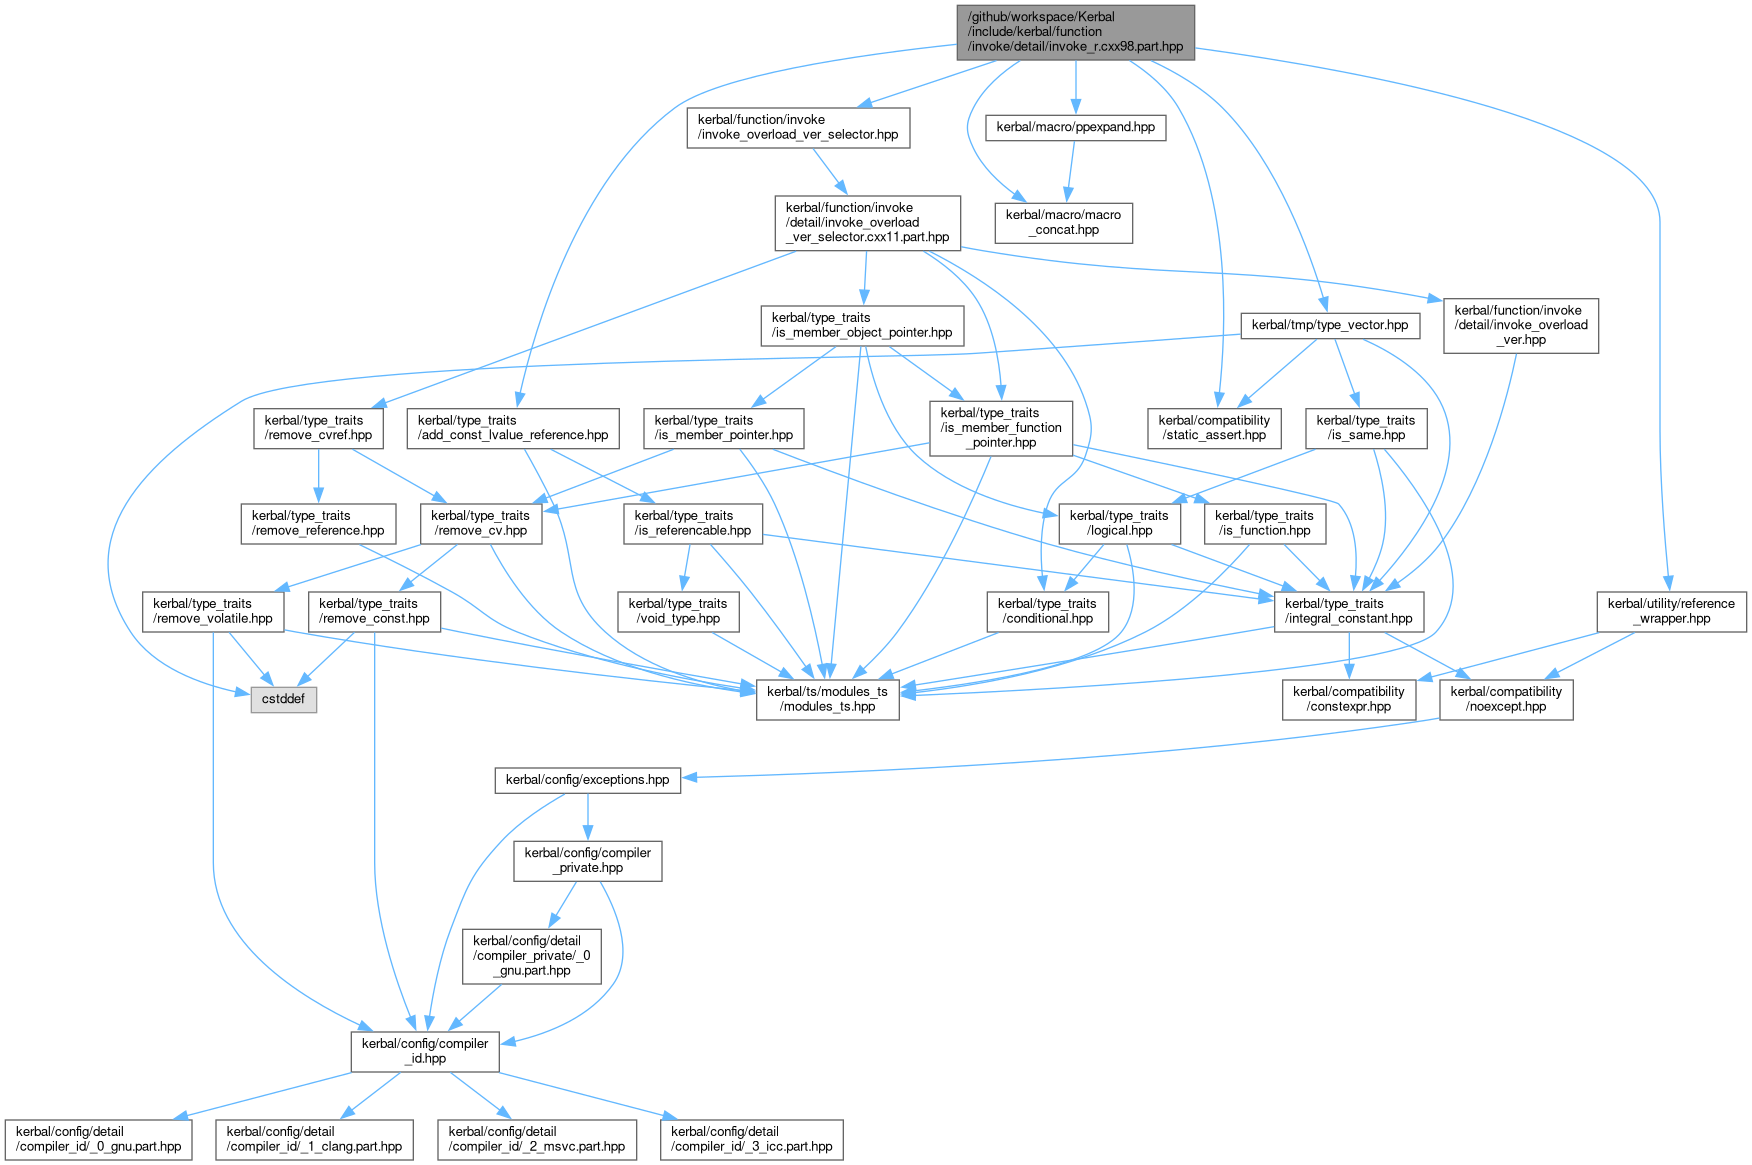 /github/workspace/Kerbal
/include/kerbal/function
/invoke/detail/invoke_r.cxx98.part.hpp
kerbal/function/invoke
/invoke_overload_ver_selector.hpp
kerbal/macro/ppexpand.hpp
kerbal/function/invoke
/detail/invoke_overload
_ver_selector.cxx11.part.hpp
kerbal/macro/macro
_concat.hpp
kerbal/type_traits
/is_member_object_pointer.hpp
kerbal/tmp/type_vector.hpp
kerbal/function/invoke
/detail/invoke_overload
_ver.hpp
kerbal/type_traits
/remove_cvref.hpp
kerbal/type_traits
/add_const_lvalue_reference.hpp
kerbal/type_traits
/is_member_pointer.hpp
kerbal/type_traits
/is_member_function
_pointer.hpp
kerbal/compatibility
/static_assert.hpp
kerbal/type_traits
/is_same.hpp
kerbal/type_traits
/remove_reference.hpp
kerbal/type_traits
/remove_cv.hpp
kerbal/type_traits
/is_referencable.hpp
kerbal/type_traits
/logical.hpp
kerbal/type_traits
/is_function.hpp
kerbal/type_traits
/remove_volatile.hpp
kerbal/type_traits
/remove_const.hpp
kerbal/type_traits
/void_type.hpp
kerbal/type_traits
/conditional.hpp
kerbal/type_traits
/integral_constant.hpp
kerbal/utility/reference
_wrapper.hpp
cstddef
kerbal/ts/modules_ts
/modules_ts.hpp
kerbal/compatibility
/constexpr.hpp
kerbal/compatibility
/noexcept.hpp
kerbal/config/exceptions.hpp
kerbal/config/compiler
_private.hpp
kerbal/config/detail
/compiler_private/_0
_gnu.part.hpp
kerbal/config/compiler
_id.hpp
kerbal/config/detail
/compiler_id/_0_gnu.part.hpp
kerbal/config/detail
/compiler_id/_1_clang.part.hpp
kerbal/config/detail
/compiler_id/_2_msvc.part.hpp
kerbal/config/detail
/compiler_id/_3_icc.part.hpp